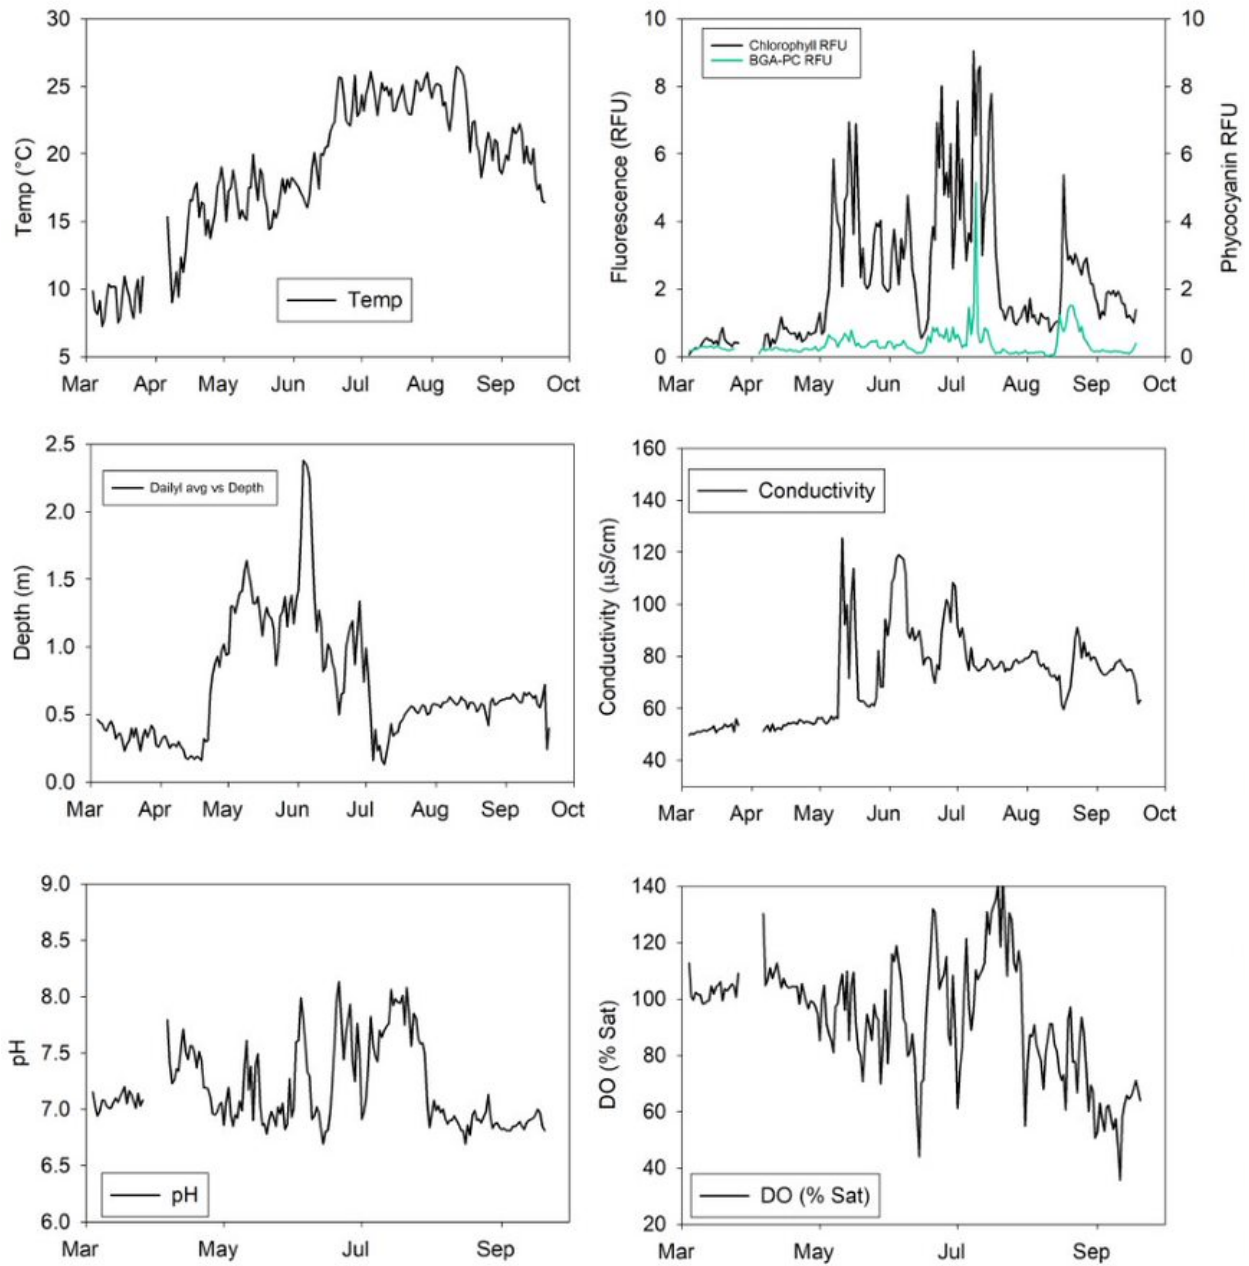 30
25
20
15
10
5
Temp (°C)
Temp
Mar Apr May Jun Jul Aug Sep Oct
10
8
6
4
2
0
Fluorescence (RFU)
Chlorophyll RFU
BGA-PC RFU
10
8
6
4
2
0
Phycocyanin RFU
Mar Apr May Jun Jul Aug Sep Oct
2.5
2.0
1.5
1.0
0.5
0.0
Depth (m)
Dailyl avg vs Depth
Mar Apr May Jun Jul Aug Sep Oct
160
140
120
100
80
60
40
Conductivity (µS/cm)
Conductivity
Mar Apr May Jun Jul Aug Sep Oct
9.0
8.5
8.0
7.5
7.0
6.5
6.0
pH
pH
Mar May Jul Sep
140
120
100
80
60
40
20
DO (% Sat)
DO (% Sat)
Mar May Jul Sep